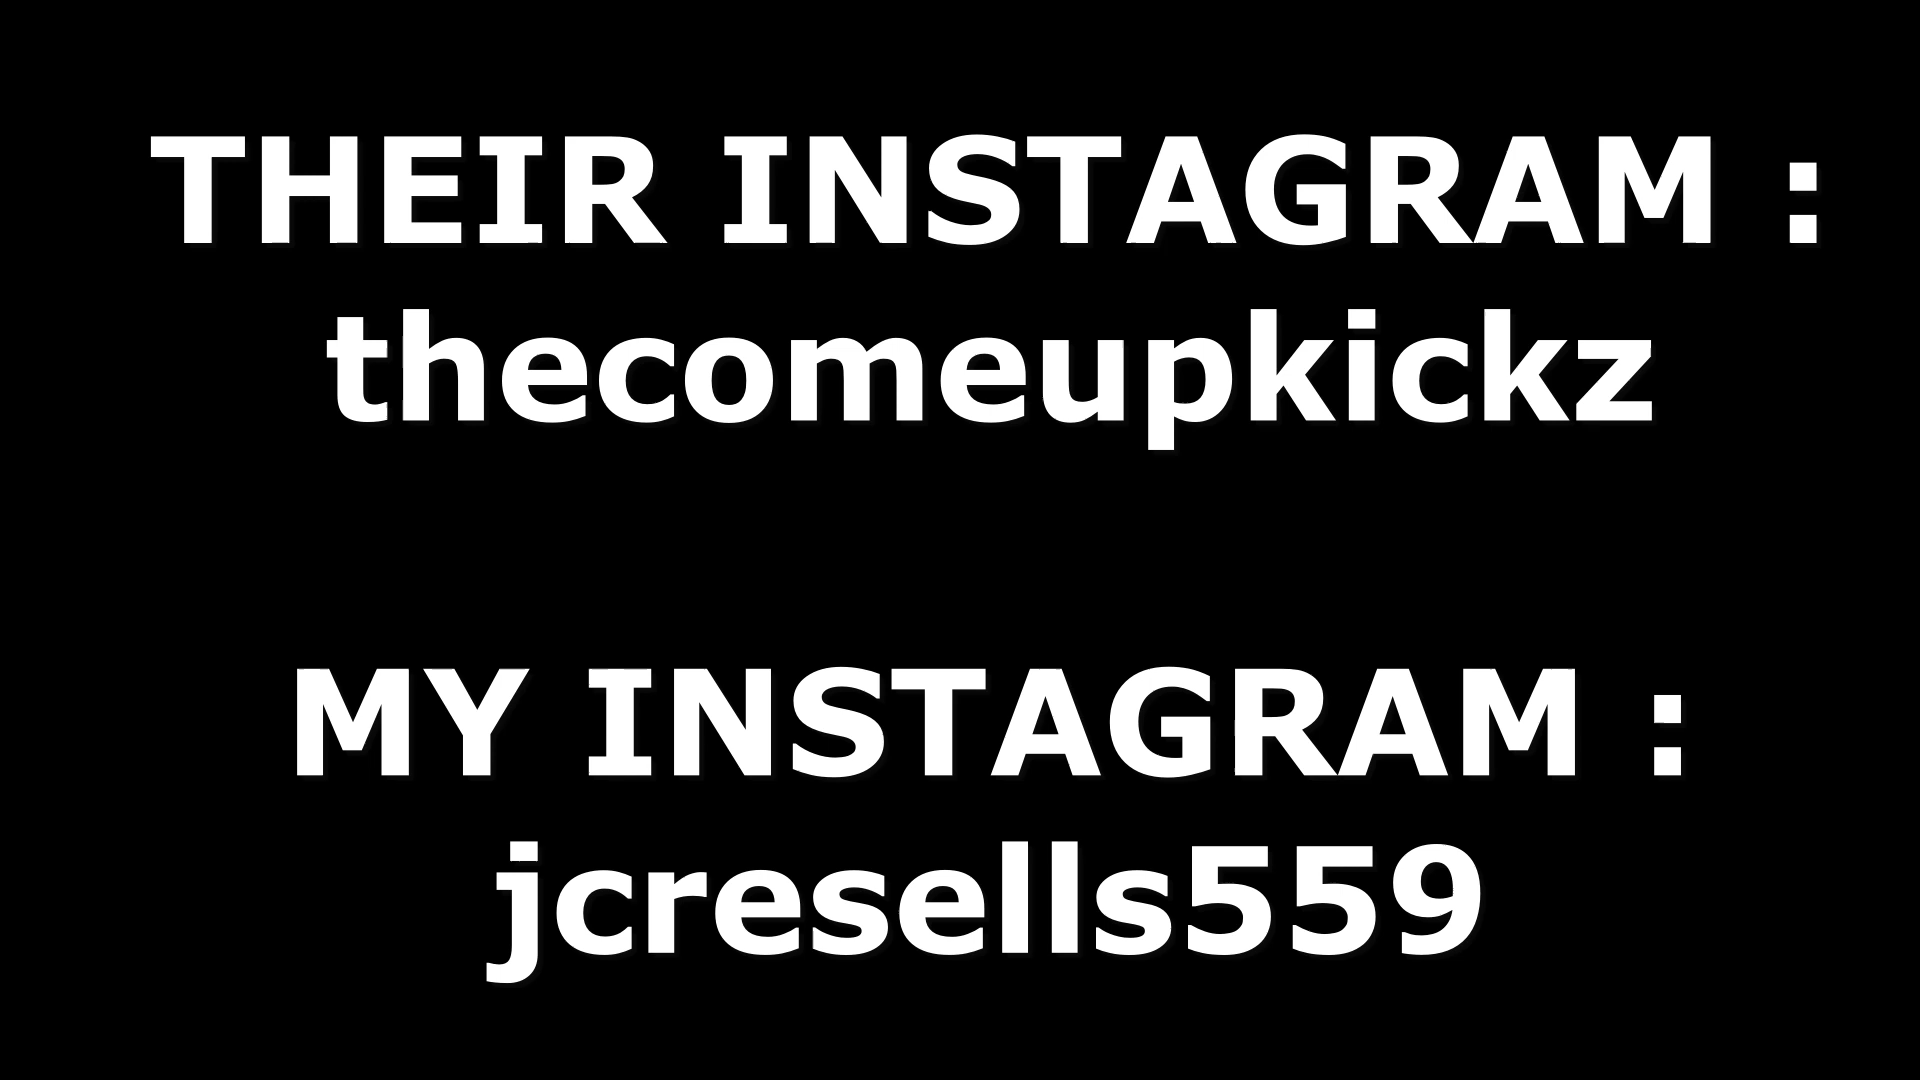 THEIR INSTAGRAM :
thecomeupkickz
MY INSTAGRAM :
jcresells559